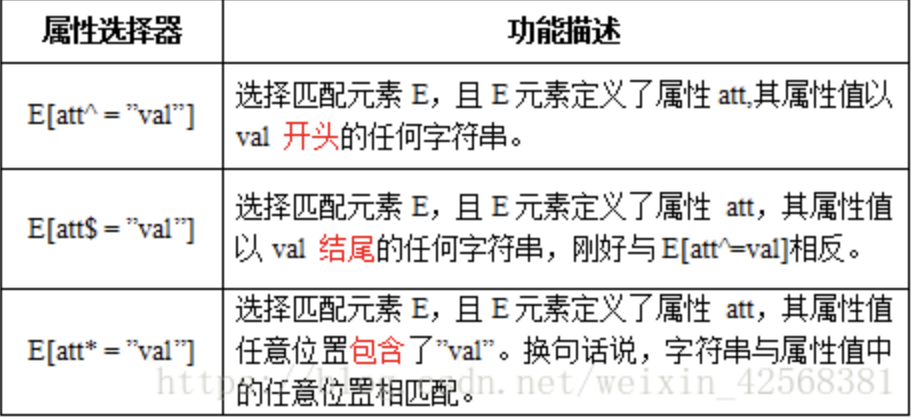 属性选择器 功能描述
E[att^ = ”val”]
选择匹配元素 E，且 E 元素定义了属性 att,其属性值以
val 开头的任何字符串。
E[att$ = ”val”]
选择匹配元素 E，且 E 元素定义了属性 att，其属性值
以 val 结尾的任何字符串，刚好与E[att^=val]相反。
E[att* = ”val”]
选择匹配元素 E，且 E 元素定义了属性 att，其属性值
任意位置包含了”val”。换句话说，字符串与属性值中
的任意位置相匹配。
https://blog.csdn.net/weixin_42568381